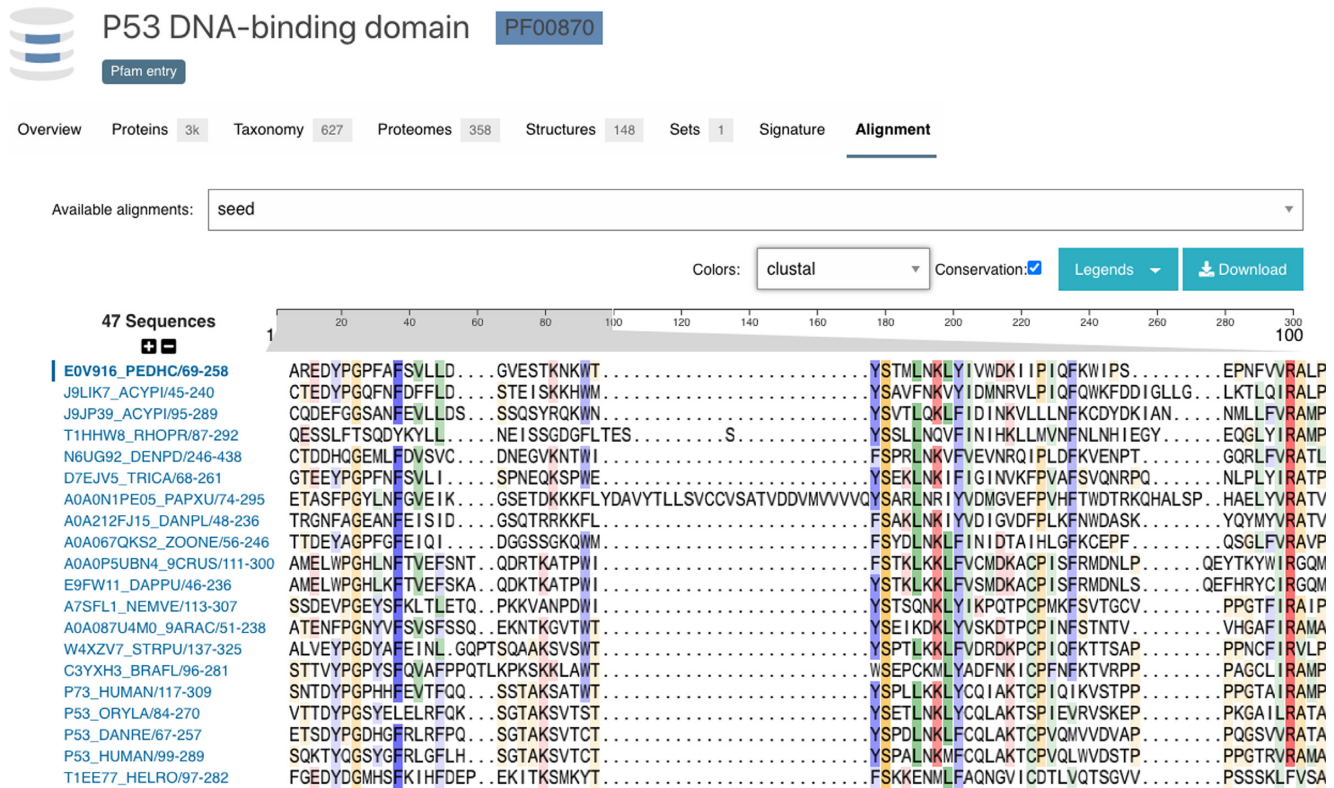 P53 DNA-binding domain PF00870
Pfam entry
Overview Proteins 3k Taxonomy 627 Proteomes 358 Structures 148 Sets 1 Signature Alignment
Available alignments: seed
Colors: clustal Conservation: Legends Download
47 Sequences
20 40 60 80 100 120 140 160 180 200 220 240 260 280 300
1 100
E0V916_PEDHC/69-258 AREDYPGPFAFSVLLD....GVESTKNKWT........................................YSTMLNKLYIVWDKIIPIQFKWIPS..............EPNFVVRALP
J9LIK7_ACYPI/45-240 CTEDYPGQFNFDFFLD....STEISKKHWM........................................YSAVFNKVYIDMNRVLPIQFQWKFDDIGLLG....LKTLQIRALP
J9JP39_ACYPI/95-289 CQDEFGGSANFEVLLDS...SSQSYRQKWN........................................YSVTLQKLFIDINKVLLLNFKCDYDKIAN........NMLLFVRAMP
T1HHW8_RHOPR/87-292 QESSLFTSQDYKYLL.....NEISSGDGFLTES..............S....................YSSLLNQVFINIHKLLMVNFNLNHIEGY.........EQGLYIRAMP
N6UG92_DENPD/246-438 CTDDHQGEMLFDVSVC....DNEGVKNTWI........................................FSPRLNKVFVEVNRQIPLDFKVENPT.............GQRLFVRATL
D7EJV5_TRICA/68-261 GTEEYPGPFNFSVLI.....SPNEQKSPWE........................................YSEKLNKIFIGINVKFPVAFSVQNRPQ............NLPLYIRATP
A0A0N1PE05_PAPXU/74-295 ETASFPGYLNFGVEIK....GSETDKKKFLYDAVYTLLSVCCVSATVDDVMVVVVQYSARLNRIYVDMGVEFPVHFTWDTRKQHALSP..HAELYVRATV
A0A212FJ15_DANPL/48-236 TRGNFAGEANFEISID....GSQTRRKKFL........................................FSAKLNKIYVDIGVDFPLKFNWDASK.............YQYMYVRATV
A0A067QKS2_ZOONE/56-246 TTDEYAGPFGFEIQI.....DGGSSGKQWM........................................FSYDLNKLFINIDTAIHLGFKCEPF..............QSGLFVRAVP
A0A0P5UBN4_9CRUS/111-300 AMELWPGHLNFTVEFSNT..QDRTKATPWI........................................FSTKLKKLFVCMDKACPISFRMDNLP.........QEYTKYWIRGQM
E9FW11_DAPPU/46-236 AMELWPGHLKFTVEFSKA..QDKTKATPWI........................................YSTKLKKLFVSMDKACPISFRMDNLS.........QEFHRYCIRGQM
A7SFL1_NEMVE/113-307 SSDEVPGEYSFKLTLETQ..PKKVANPDWI........................................YSTSQNKLYIKPQTPCPMKFSVTGCV............PPGTFIRAIP
A0A087U4M0_9ARAC/51-238 ATENFPGNYVFSVSFSSQ..EKNTKGVTWT........................................YSEIKDKLYVSKDTPCPINFSTNTV.............VHGAFIRAMA
W4XZV7_STRPU/137-325 ALVEYPGDYAFEINL.GQPTSQAAKSVSWT........................................YSPTLKKLFVDRDKPCPIQFKTTSAP............PPNCFIRVLP
C3YXH3_BRAFL/96-281 STTVYPGPYSFQVAFPPQTLKPKSKKLAWT........................................WSEPCKMLYADFNKPCPFNFKTVRPP............PAGCLIRAMP
P73_HUMAN/117-309 SNTDYPGPHHFEVTFQQ...SSTAKSATWT........................................YSPLLKKLYCQIAKTCPIQIKVSTPP............PPGTAIRAMP
P53_ORYLA/84-270 VTTDYPGSYELELRFQK...SGTAKSVTST........................................YSETLNKLYCQLAKTSPIEVRVSKEP............PKGAILRATA
P53_DANRE/67-257 ETSDYPGDHGFRLRFPQ...SGTAKSVTCT........................................YSPDLNKLFCQLAKTCPVQMVVDVAP............PQGSVVRATA
P53_HUMAN/99-289 SQKTYQGSYGFRLGFLH...SGTAKSVTCT........................................YSPALNKMFCQLAKTCPVQLWVDSTP............PPGTRVRAMA
T1EE77_HELRO/97-282 FGEDYDGMHSFKIHFDEP..EKITKSMKYT........................................FSKKENMLFAQNGVICDTLVQTSGVV............PSSSKLFVSA